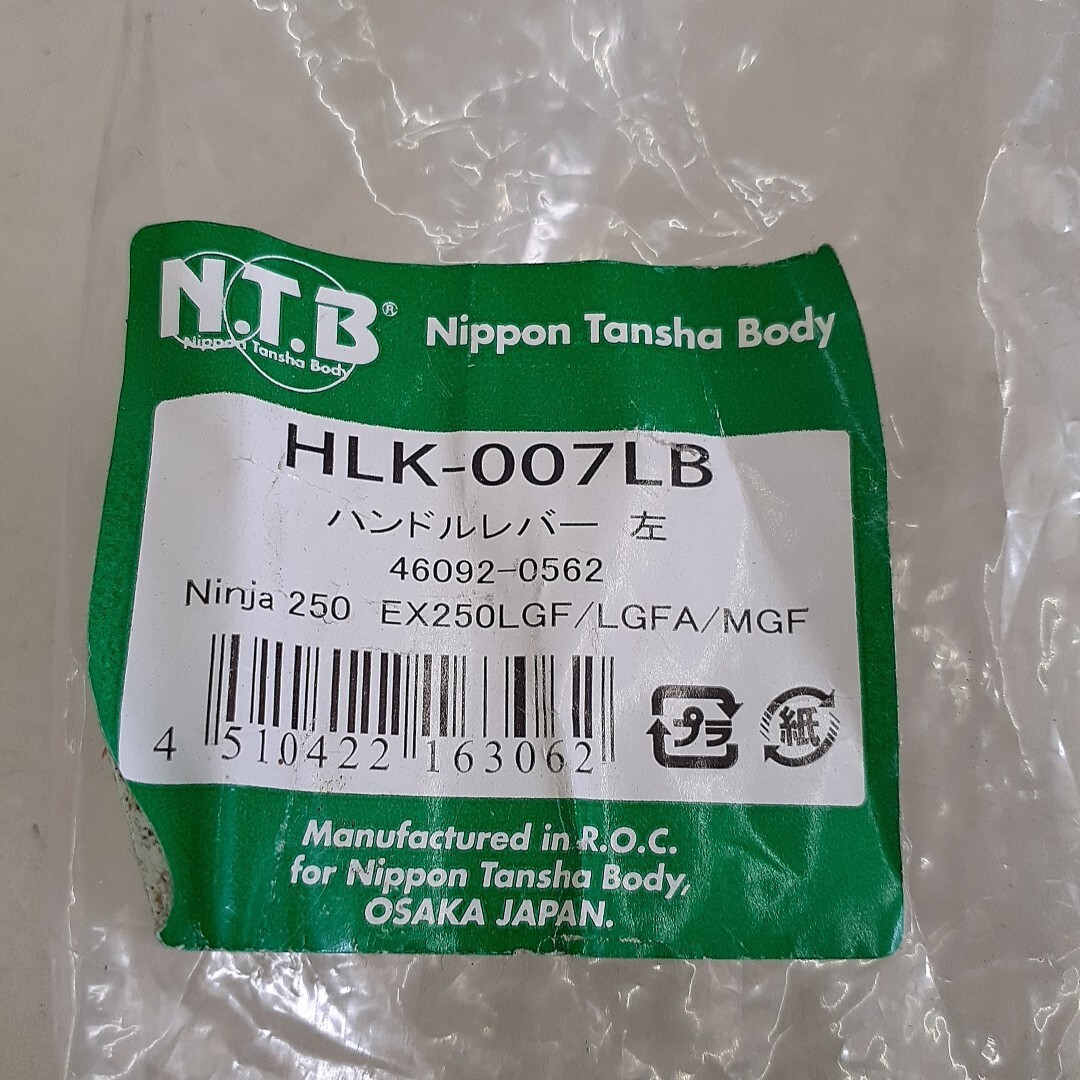 N.T.B®
Nippon Tansha Body
Nippon Tansha Body
HLK-007LB
ハンドルレバー 左
46092-0562
Ninja 250 EX250LGF/LGFA/MGF
4 510422 163062
プラ
紙
Manufactured in R.O.C.
for Nippon Tansha Body,
OSAKA JAPAN.